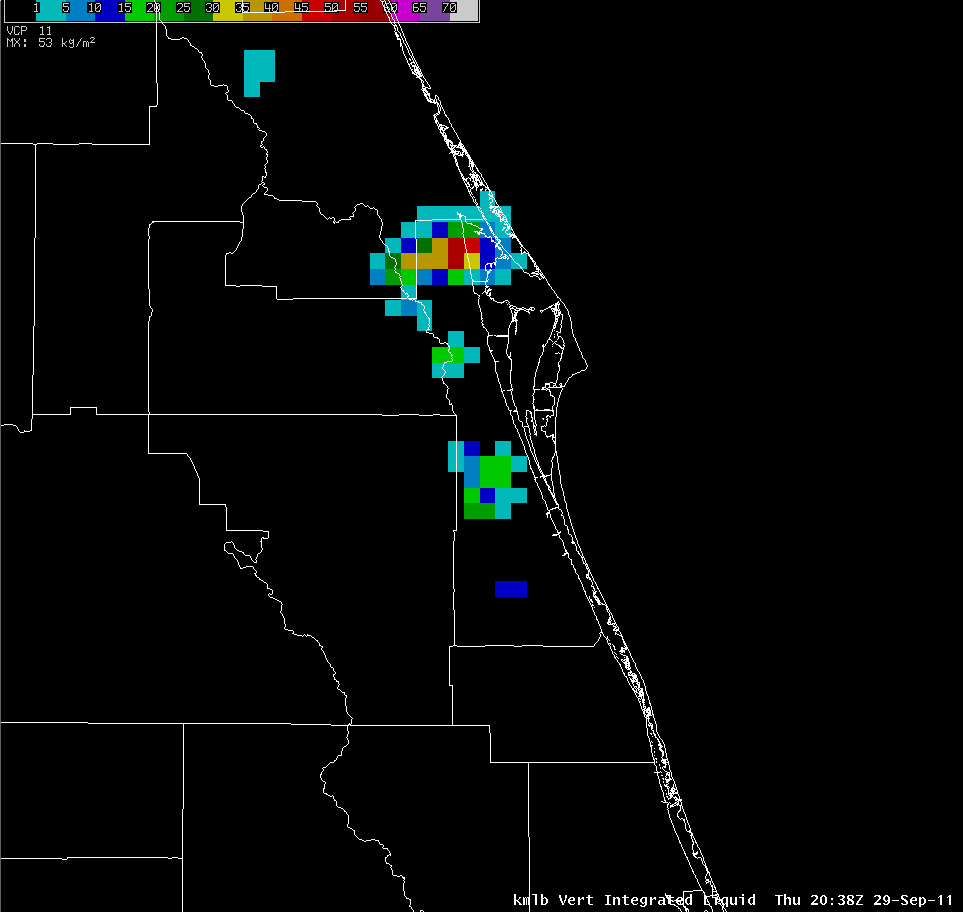 1 5 10 15 20 25 30 35 40 45 50 55 60 65 70
VCP 11
MX: 53 kg/m²
kmlb Vert Integrated Liquid Thu 20:38Z 29-Sep-11